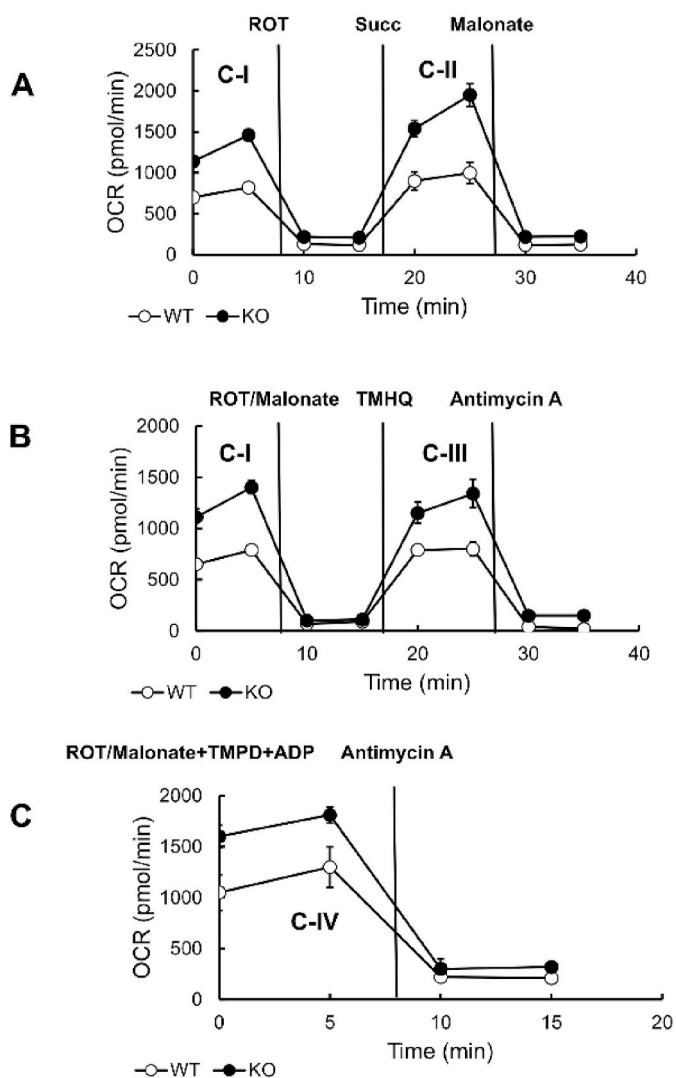 ROT Succ Malonate
A
2500
2000
1500
1000
500
0
OCR (pmol/min)
C-I
C-II
0 10 20 30 40
Time (min)
WT KO
ROT/Malonate TMHQ Antimycin A
B
2000
1500
1000
500
0
OCR (pmol/min)
C-I
C-III
0 10 20 30 40
Time (min)
WT KO
ROT/Malonate+TMPD+ADP Antimycin A
C
2000
1500
1000
500
0
OCR (pmol/min)
C-IV
0 5 10 15 20
Time (min)
WT KO